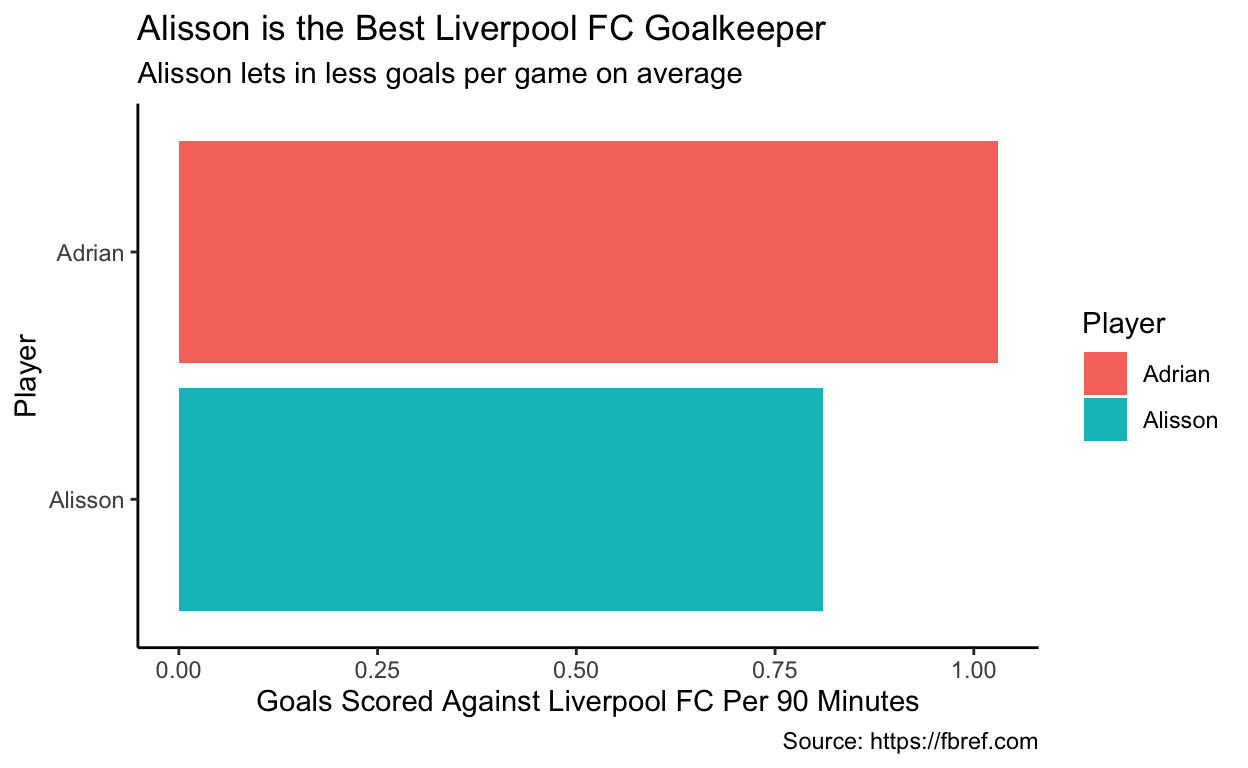 Alisson is the Best Liverpool FC Goalkeeper
Alisson lets in less goals per game on average
Player
Adrian
Alisson
0.00 0.25 0.50 0.75 1.00
Goals Scored Against Liverpool FC Per 90 Minutes
Source: https://fbref.com
Player
Adrian
Alisson